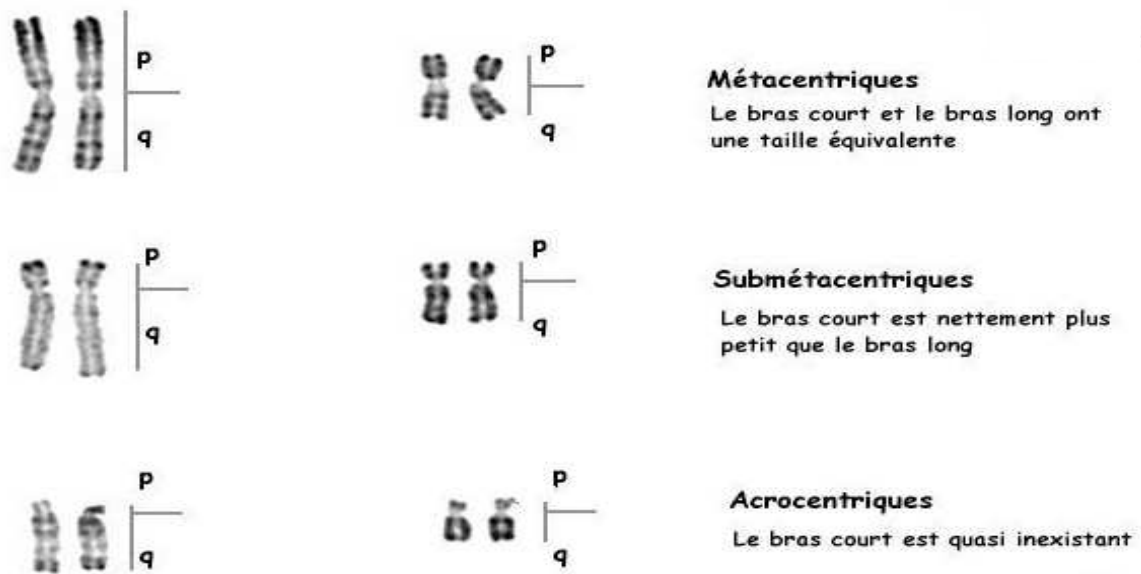 P
q
P
q
Métacentriques
Le bras court et le bras long ont
une taille équivalente
P
q
P
q
Submétacentriques
Le bras court est nettement plus
petit que le bras long
P
q
P
q
Acrocentriques
Le bras court est quasi inexistant